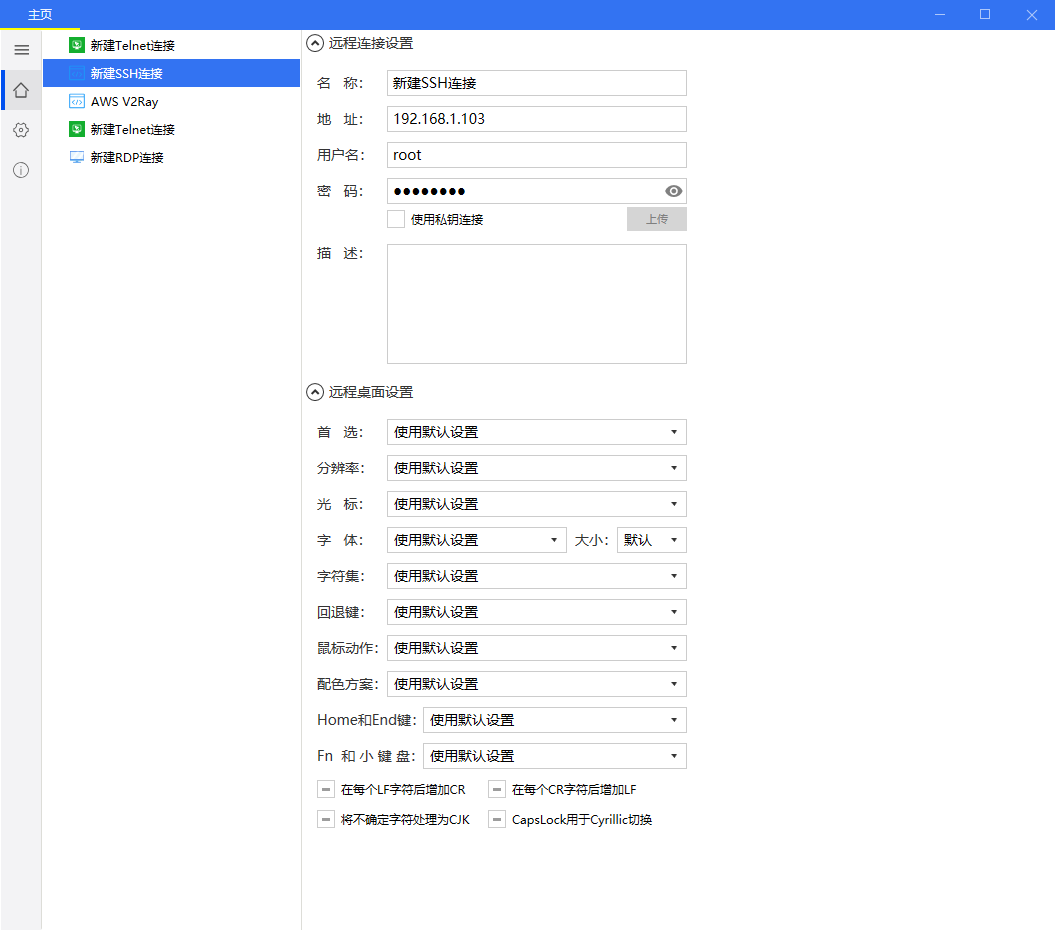 主页
新建Telnet连接
新建SSH连接
AWS V2Ray
新建Telnet连接
新建RDP连接
远程连接设置
名 称： 新建SSH连接
地 址： 192.168.1.103
用户名： root
密 码： ●●●●●●●●
使用私钥连接 上传
描 述：
远程桌面设置
首 选： 使用默认设置
分辨率： 使用默认设置
光 标： 使用默认设置
字 体： 使用默认设置 大小： 默认
字符集： 使用默认设置
回退键： 使用默认设置
鼠标动作： 使用默认设置
配色方案： 使用默认设置
Home和End键： 使用默认设置
Fn 和 小 键 盘： 使用默认设置
在每个LF字符后增加CR 在每个CR字符后增加LF
将不确定字符处理为CJK CapsLock用于Cyrillic切换